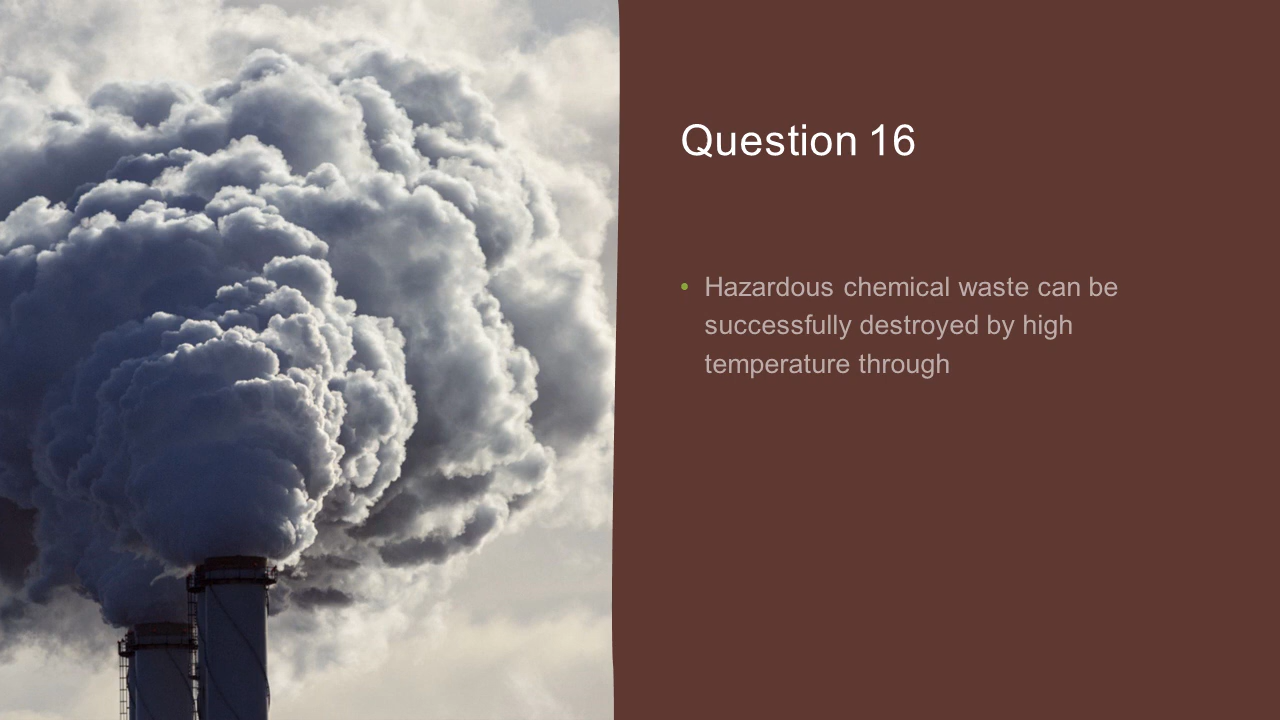 Question 16
• Hazardous chemical waste can be
successfully destroyed by high
temperature through